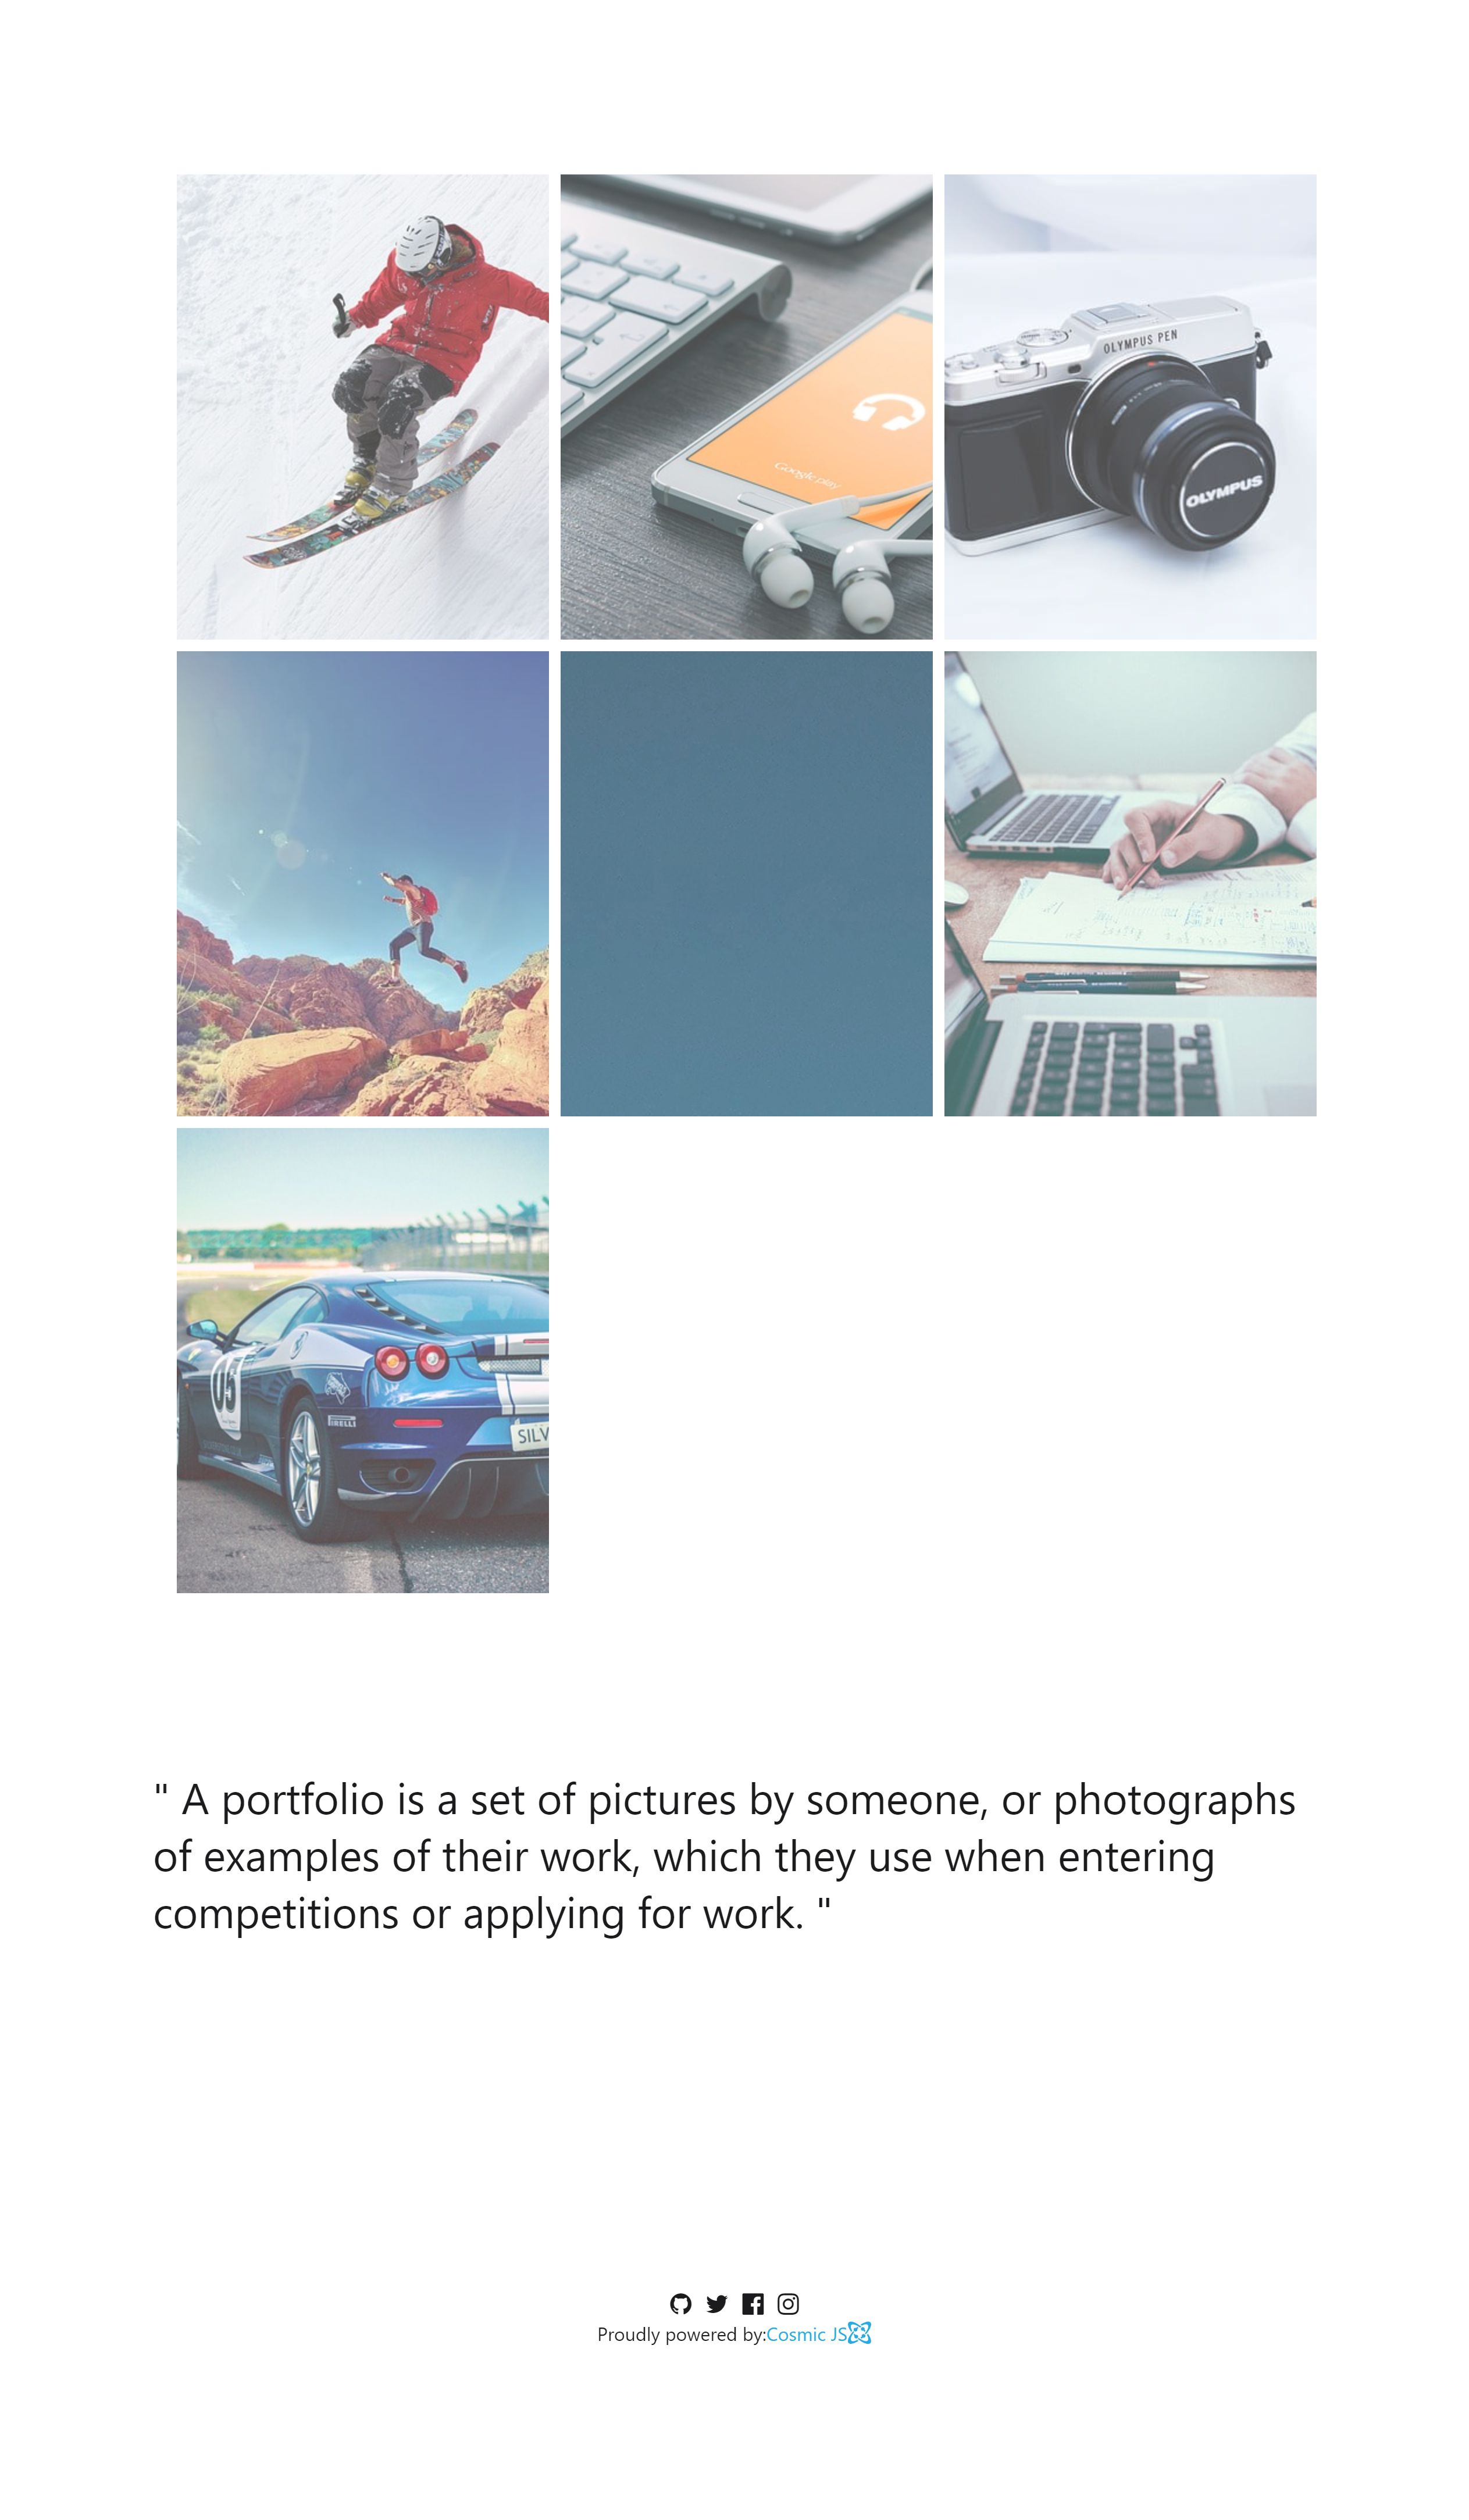 OLYMPUS PEN
Google play
OLYMPUS
05
PIRELLI
SILV
" A portfolio is a set of pictures by someone, or photographs
of examples of their work, which they use when entering
competitions or applying for work. "
Proudly powered by:Cosmic JS